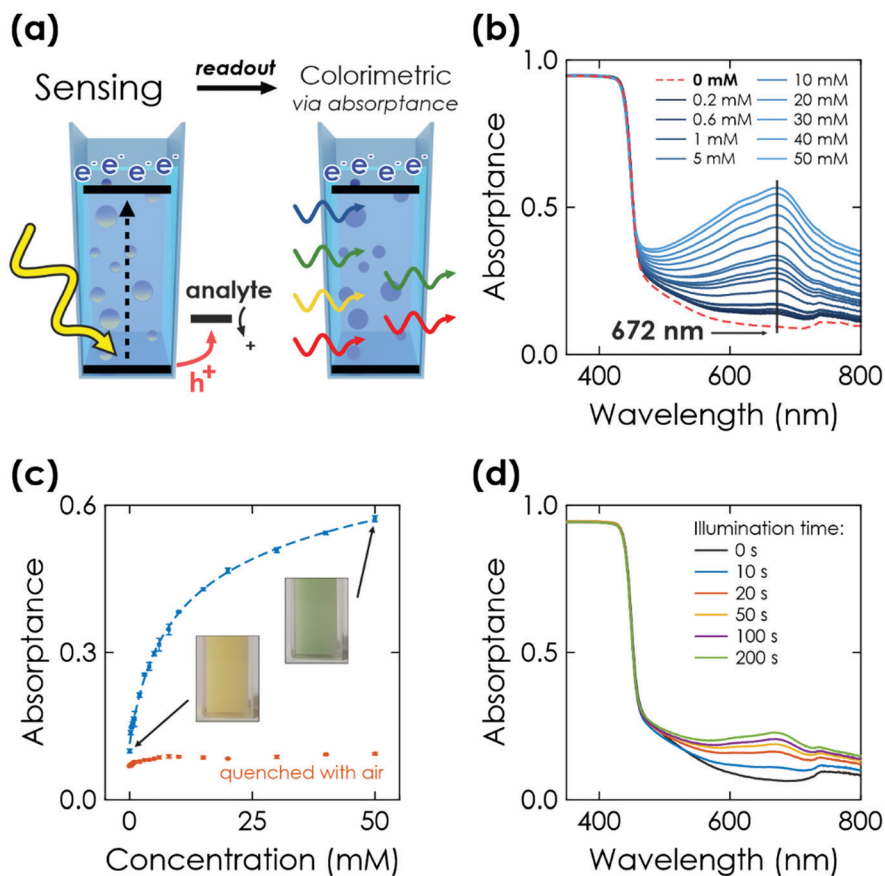 (a)
Sensing
readout
Colorimetric
via absorptance
e⁻ e⁻ e⁻ e⁻
e⁻ e⁻ e⁻ e⁻
analyte
+
h⁺
(b)
Absorptance
1.0
0.5
0.0
0 mM
0.2 mM
0.6 mM
1 mM
5 mM
10 mM
20 mM
30 mM
40 mM
50 mM
672 nm
400 600 800
Wavelength (nm)
(c)
Absorptance
0.6
0.3
0.0
quenched with air
0 25 50
Concentration (mM)
(d)
Absorptance
1.0
0.5
0.0
Illumination time:
0 s
10 s
20 s
50 s
100 s
200 s
400 600 800
Wavelength (nm)